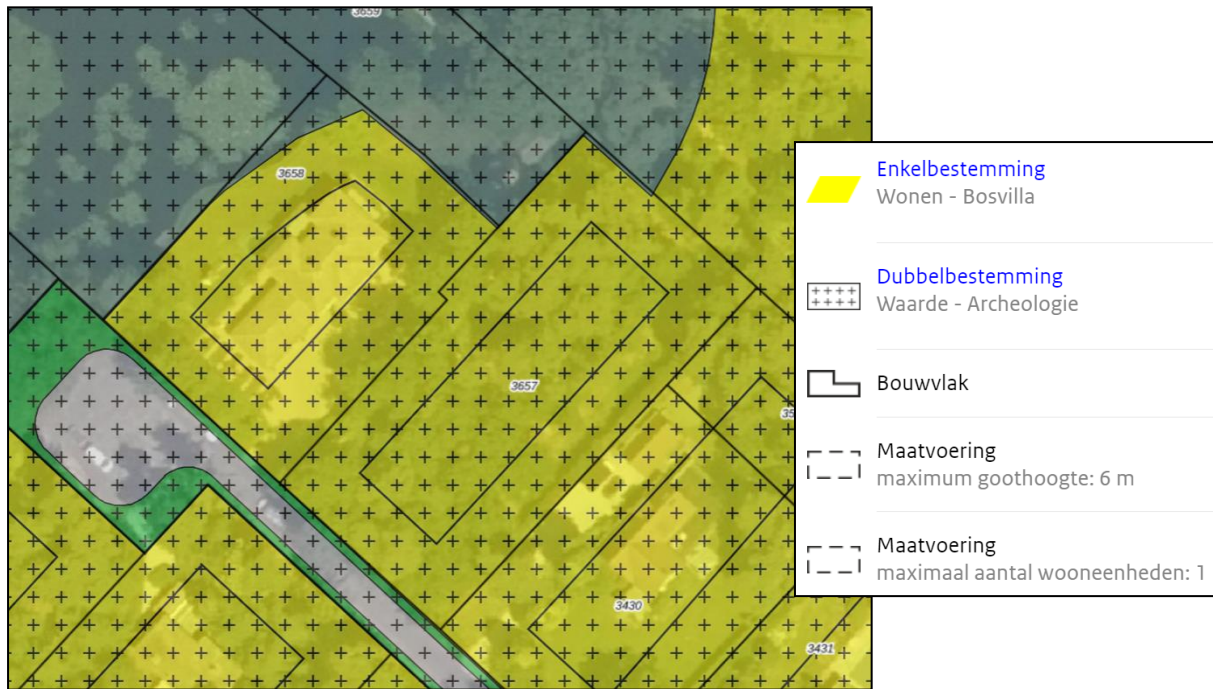 3659
3658
3657
35
3430
3431
Enkelbestemming
Wonen - Bosvilla
Dubbelbestemming
Waarde - Archeologie
Bouwvlak
Maatvoering
maximum goothoogte: 6 m
Maatvoering
maximaal aantal wooneenheden: 1